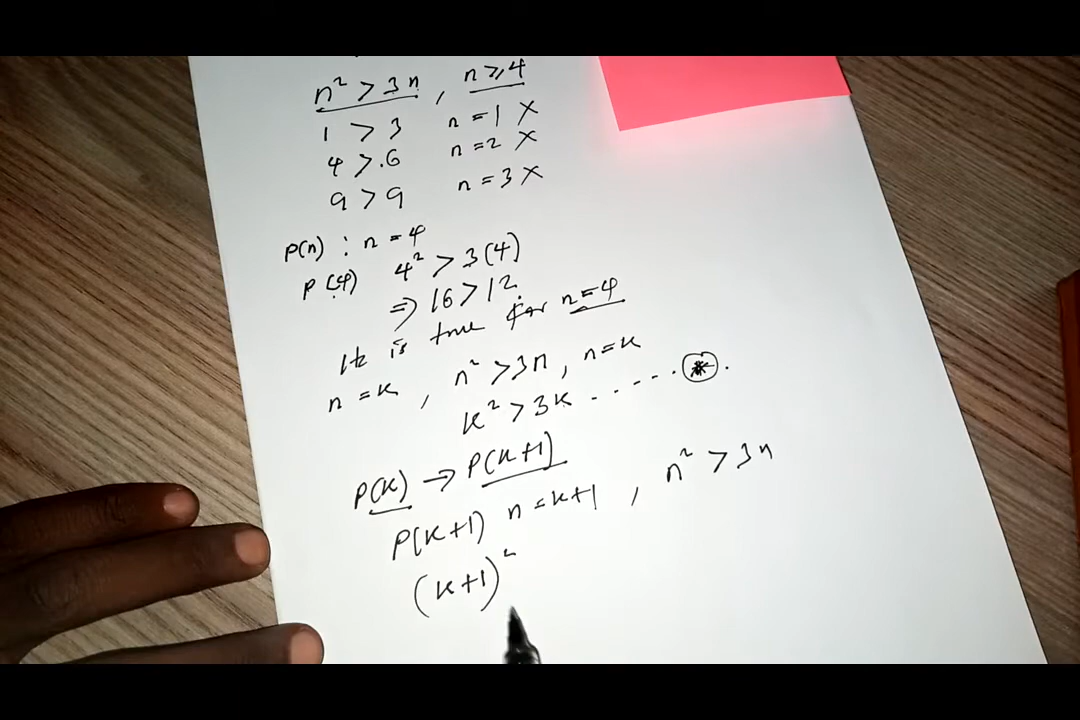 n² > 3n, n ≥ 4
1 > 3 n = 1 X
4 > .6 n = 2 X
9 > 9 n = 3 X
P(n) : n = 4
P(4) 4² > 3(4)
⇒ 16 > 12.
It is true for n = 4
n = k, n² > 3n, n = k
k² > 3k ...... ⊛.
P(k) → P(k+1)
P(k+1) n = k+1, n² > 3n
(k+1)²